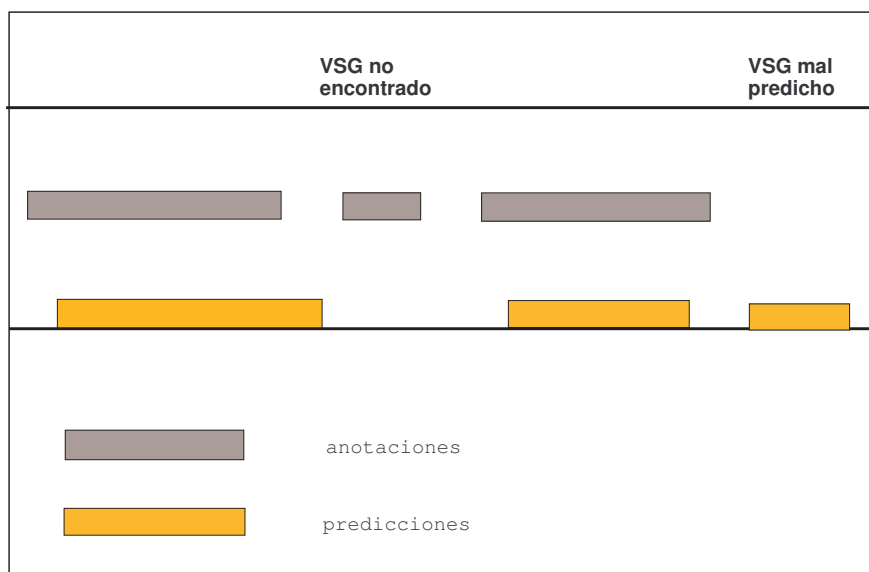 VSG no
encontrado
VSG mal
predicho
anotaciones
predicciones